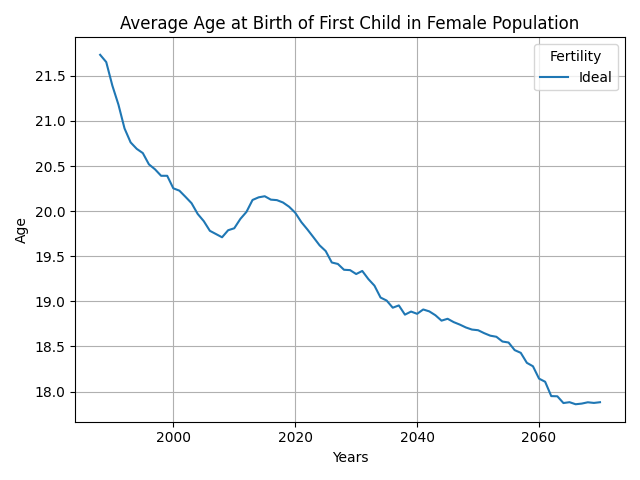 Average Age at Birth of First Child in Female Population
Fertility
Ideal
21.5
21.0
20.5
20.0
19.5
19.0
18.5
18.0
Age
2000 2020 2040 2060
Years